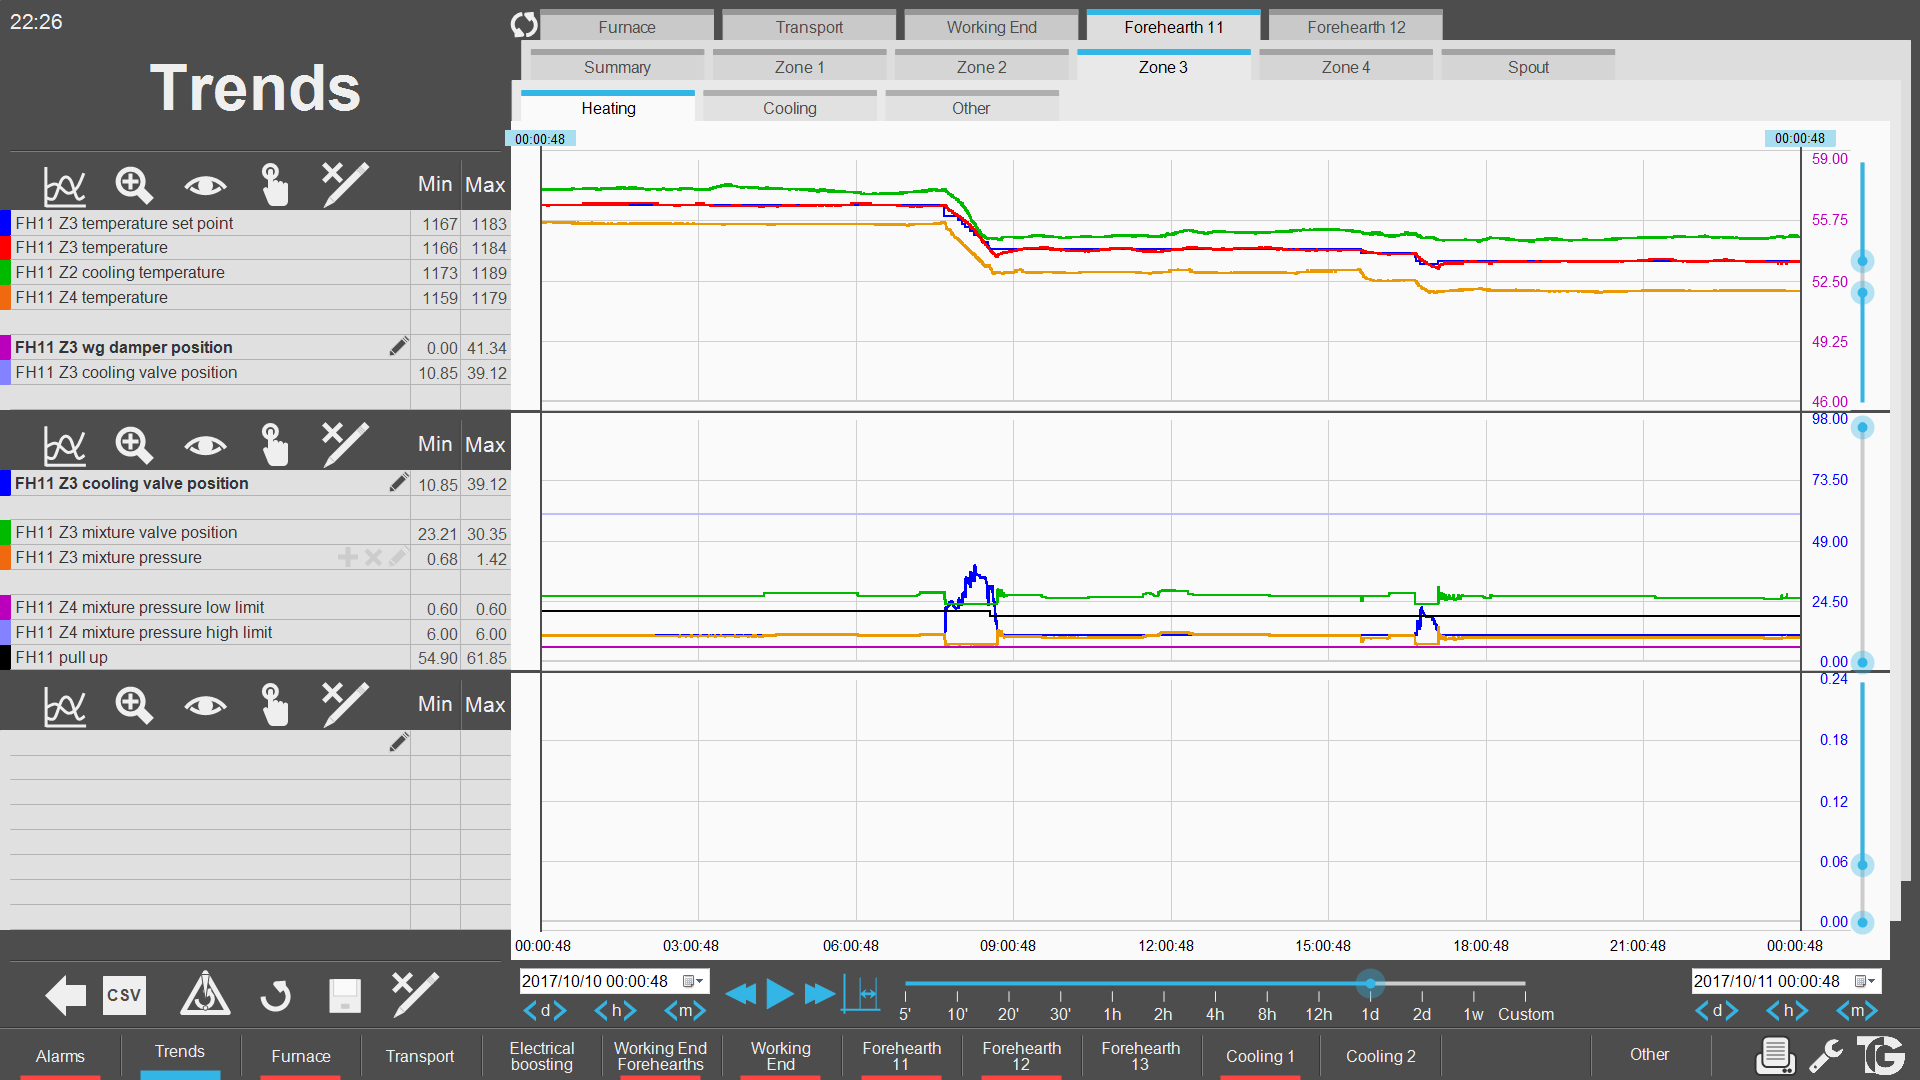 22:26
Trends
Furnace Transport Working End Forehearth 11 Forehearth 12
Summary Zone 1 Zone 2 Zone 3 Zone 4 Spout
Heating Cooling Other
00:00:48 00:00:48
Min Max
FH11 Z3 temperature set point 1167 1183
FH11 Z3 temperature 1166 1184
FH11 Z2 cooling temperature 1173 1189
FH11 Z4 temperature 1159 1179
FH11 Z3 wg damper position 0.00 41.34
FH11 Z3 cooling valve position 10.85 39.12
59.00
55.75
52.50
49.25
46.00
Min Max
FH11 Z3 cooling valve position 10.85 39.12
FH11 Z3 mixture valve position 23.21 30.35
FH11 Z3 mixture pressure 0.68 1.42
FH11 Z4 mixture pressure low limit 0.60 0.60
FH11 Z4 mixture pressure high limit 6.00 6.00
FH11 pull up 54.90 61.85
98.00
73.50
49.00
24.50
0.00
Min Max
0.24
0.18
0.12
0.06
0.00
00:00:48 03:00:48 06:00:48 09:00:48 12:00:48 15:00:48 18:00:48 21:00:48 00:00:48
CSV
2017/10/10 00:00:48
d h m
5' 10' 20' 30' 1h 2h 4h 8h 12h 1d 2d 1w Custom
2017/10/11 00:00:48
d h m
Alarms
Trends
Furnace
Transport
Electrical
boosting
Working End
Forehearths
Working
End
Forehearth
11
Forehearth
12
Forehearth
13
Cooling 1
Cooling 2
Other
TG